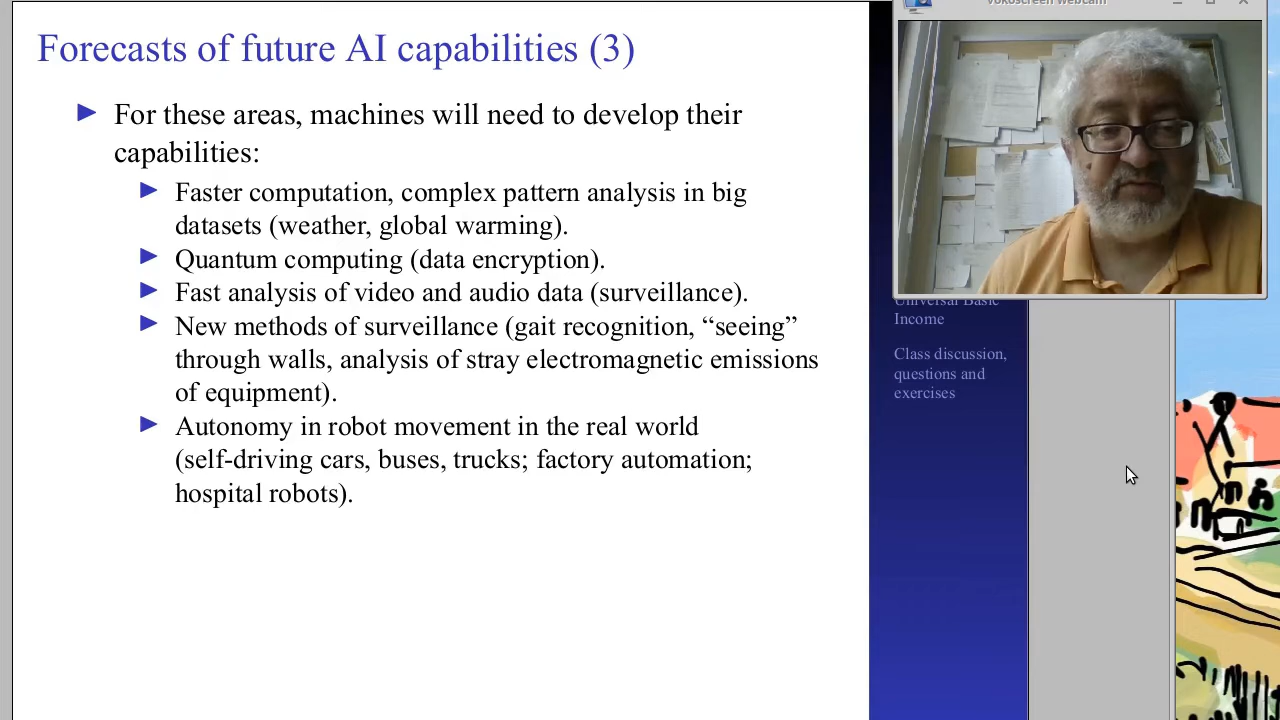 vokoscreen webcam
Forecasts of future AI capabilities (3)
► For these areas, machines will need to develop their
capabilities:
► Faster computation, complex pattern analysis in big
datasets (weather, global warming).
► Quantum computing (data encryption).
► Fast analysis of video and audio data (surveillance).
► New methods of surveillance (gait recognition, “seeing”
through walls, analysis of stray electromagnetic emissions
of equipment).
► Autonomy in robot movement in the real world
(self-driving cars, buses, trucks; factory automation;
hospital robots).
Universal Basic
Income
Class discussion,
questions and
exercises